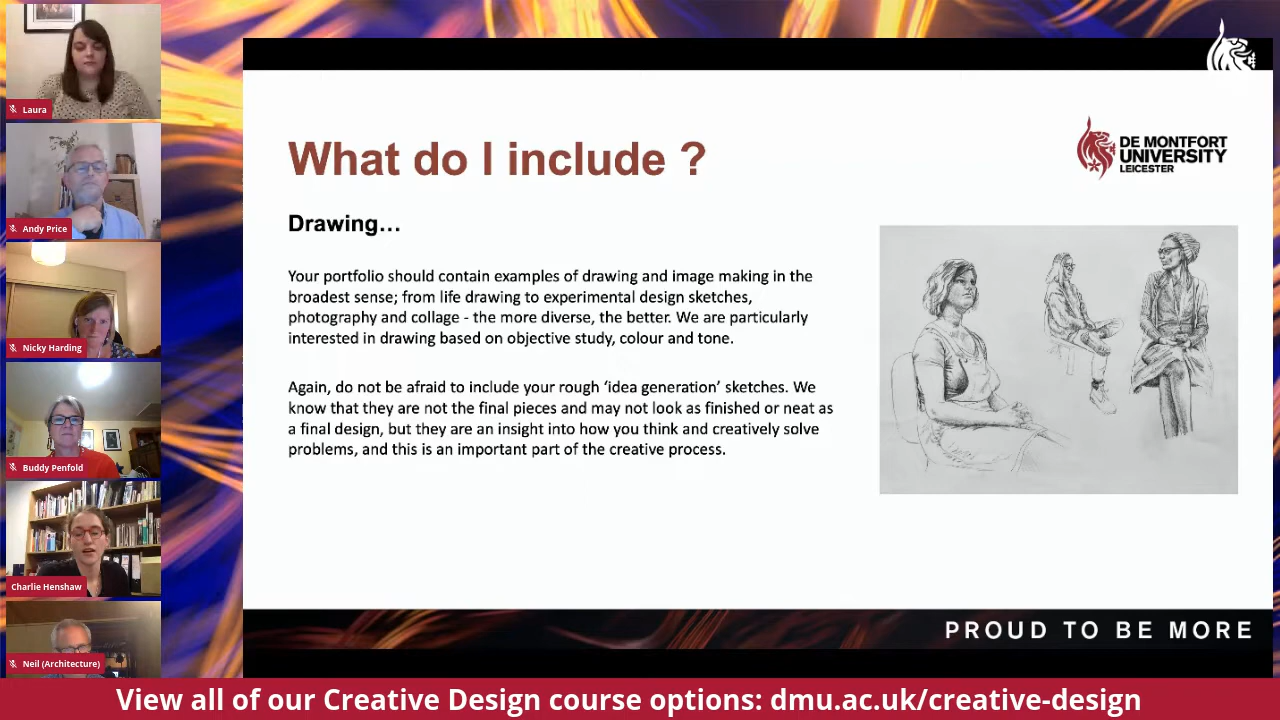 Laura
Andy Price
Nicky Harding
Buddy Penfold
Charlie Henshaw
Neil (Architecture)
What do I include ?
DE MONTFORT
UNIVERSITY
LEICESTER
Drawing...
Your portfolio should contain examples of drawing and image making in the
broadest sense; from life drawing to experimental design sketches,
photography and collage - the more diverse, the better. We are particularly
interested in drawing based on objective study, colour and tone.
Again, do not be afraid to include your rough ‘idea generation’ sketches. We
know that they are not the final pieces and may not look as finished or neat as
a final design, but they are an insight into how you think and creatively solve
problems, and this is an important part of the creative process.
PROUD TO BE MORE
View all of our Creative Design course options: dmu.ac.uk/creative-design